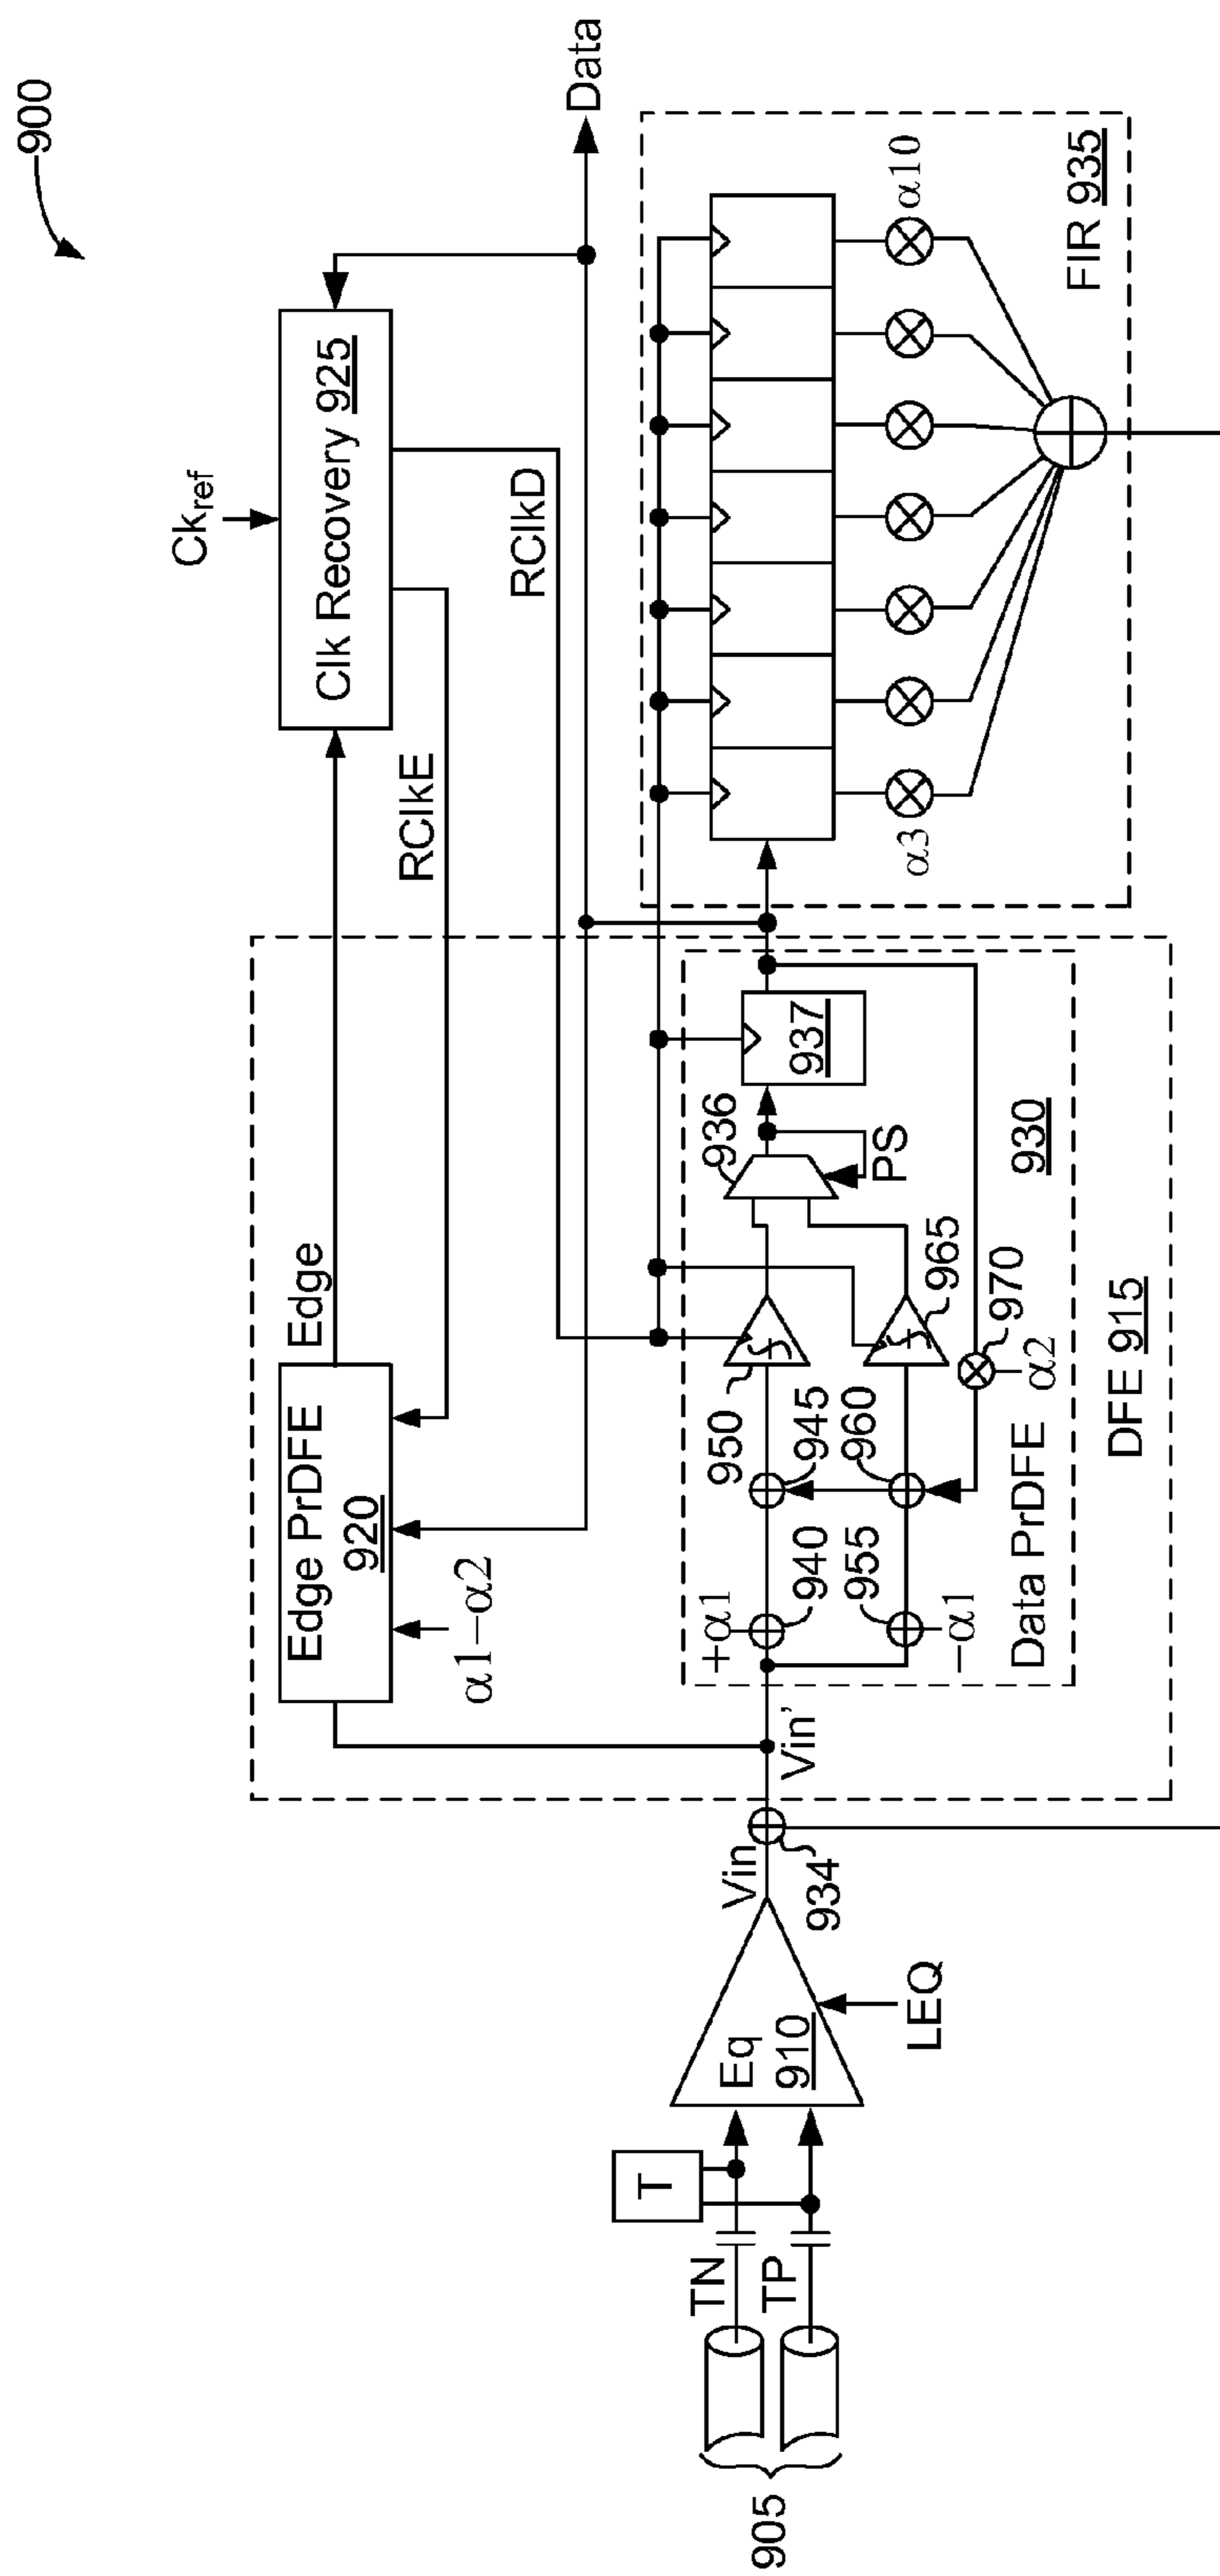 900
Ck_ref
Clk Recovery 925
Data
RClkE
RClkD
Edge
Edge PrDFE
920
α1−α2
FIR 935
α3
α10
905
TN
TP
T
Eq
910
LEQ
Vin
934
Vin'
+α1
940
945
950
955
−α1
960
965
936
PS
937
970
α2
930
Data PrDFE
DFE 915